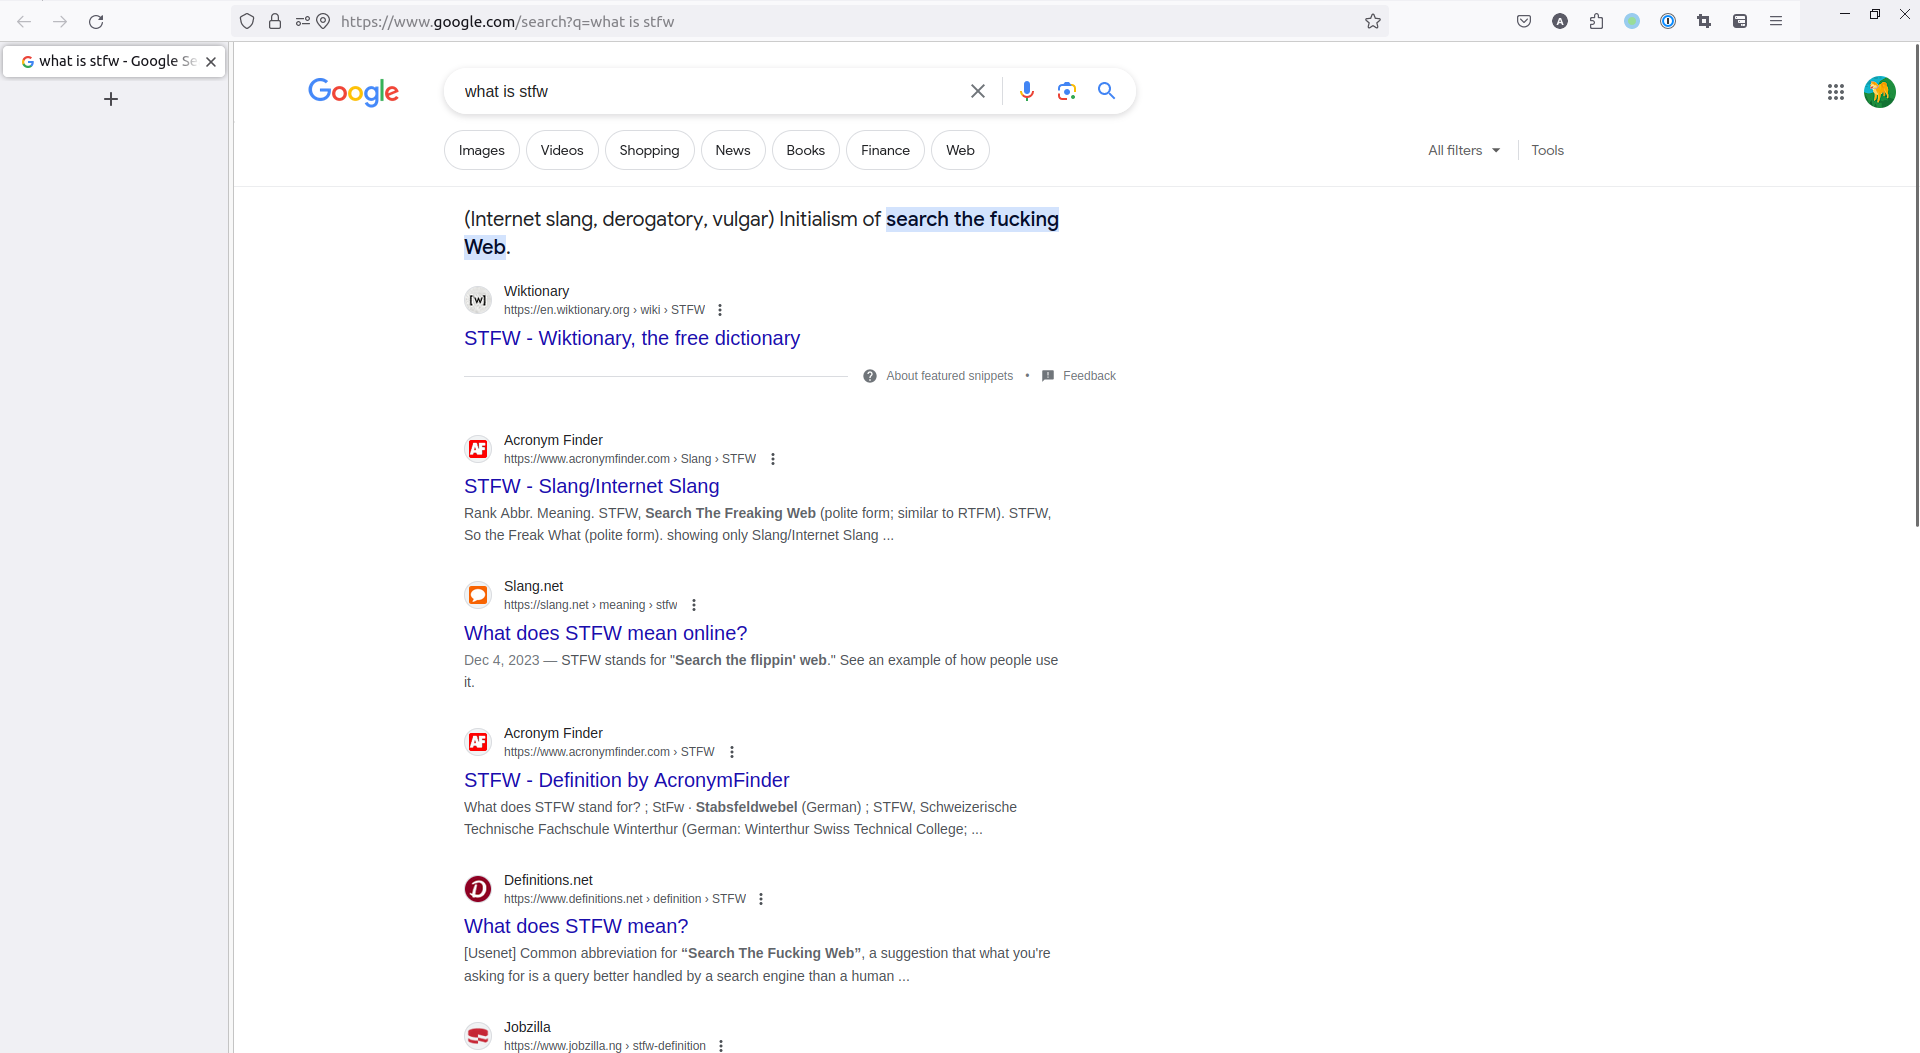 https://www.google.com/search?q=what is stfw
what is stfw - Google Se
Google
what is stfw
Images
Videos
Shopping
News
Books
Finance
Web
All filters
Tools
(Internet slang, derogatory, vulgar) Initialism of search the fucking
Web.
[w]
Wiktionary
https://en.wiktionary.org › wiki › STFW
STFW - Wiktionary, the free dictionary
About featured snippets • Feedback
AF
Acronym Finder
https://www.acronymfinder.com › Slang › STFW
STFW - Slang/Internet Slang
Rank Abbr. Meaning. STFW, Search The Freaking Web (polite form; similar to RTFM). STFW,
So the Freak What (polite form). showing only Slang/Internet Slang ...
Slang.net
https://slang.net › meaning › stfw
What does STFW mean online?
Dec 4, 2023 — STFW stands for "Search the flippin' web." See an example of how people use
it.
AF
Acronym Finder
https://www.acronymfinder.com › STFW
STFW - Definition by AcronymFinder
What does STFW stand for? ; StFw · Stabsfeldwebel (German) ; STFW, Schweizerische
Technische Fachschule Winterthur (German: Winterthur Swiss Technical College; ...
D
Definitions.net
https://www.definitions.net › definition › STFW
What does STFW mean?
[Usenet] Common abbreviation for “Search The Fucking Web”, a suggestion that what you're
asking for is a query better handled by a search engine than a human ...
Jobzilla
https://www.jobzilla.ng › stfw-definition